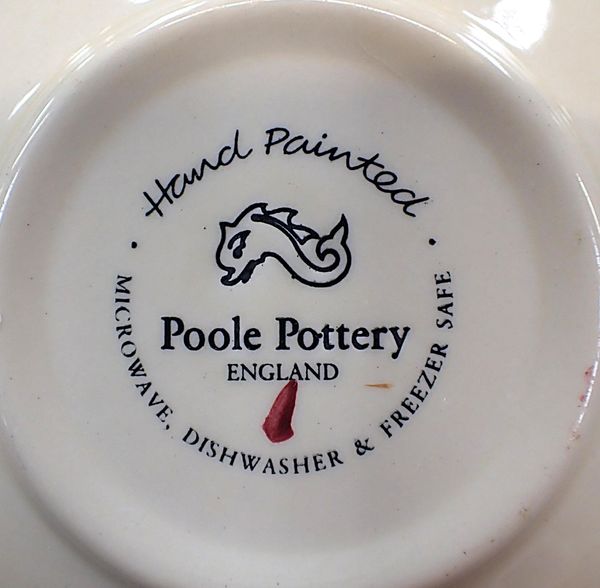 Hand Painted
Poole Pottery
ENGLAND
• MICROWAVE, DISHWASHER & FREEZER SAFE •